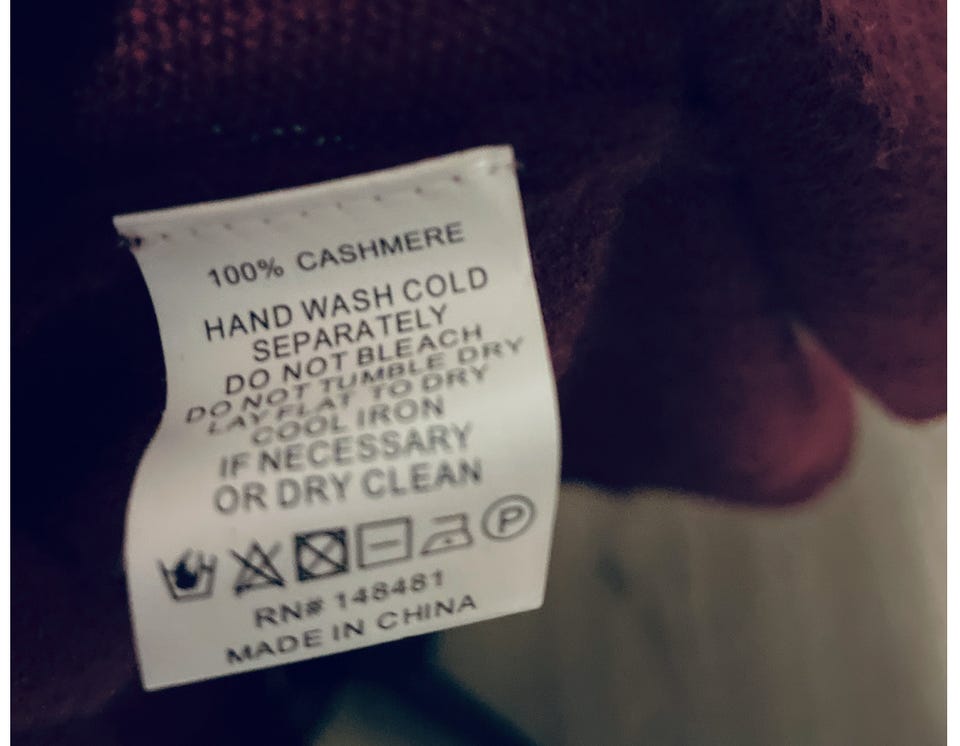 100% CASHMERE
HAND WASH COLD
SEPARATELY
DO NOT BLEACH
DO NOT TUMBLE DRY
LAY FLAT TO DRY
COOL IRON
IF NECESSARY
OR DRY CLEAN
P
RN# 148481
MADE IN CHINA